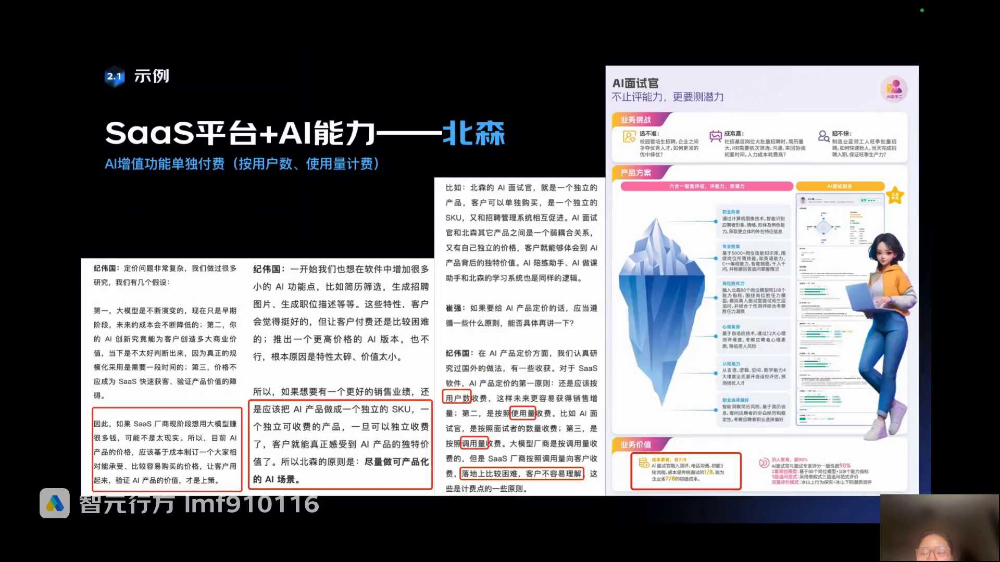 2.1 示例
SaaS平台+AI能力——北森
AI增值功能单独付费（按用户数、使用量计费）
纪伟国：定价问题非常复杂，我们做过很多
研究，我们有几个假设：
第一，大模型是不断演变的，现在只是早期
阶段，未来的成本会不断降低的；第二，你
的 AI 创新究竟能为客户创造多大商业价
值，当下是不太好判断出来，因为真正的规
模化采用是需要一段时间的；第三，价格不
应成为 SaaS 快速获客、验证产品价值的障
碍。
因此，如果 SaaS 厂商现阶段想用大模型赚
很多钱，可能不是太现实。所以，目前 AI
产品的价格，应该基于成本制订一个大家相
对能承受、比较容易购买的价格，让客户用
起来，验证 AI 产品的价值，才是上策。
纪伟国：一开始我们也想在软件中增加很多
小的 AI 功能点，比如简历筛选，生成招聘
图片、生成职位描述等等。这些特性，客户
会觉得挺好的，但让客户付费还是比较困难
的；推出一个更高价格的 AI 版本，也不
行，根本原因是特性太碎、价值太小。
所以，如果想要有一个更好的销售业绩，还
是应该把 AI 产品做成一个独立的 SKU，一
个独立可收费的产品，一旦可以独立收费
了，客户就能真正感受到 AI 产品的独特价
值了。所以北森的原则是：尽量做可产品化
的 AI 场景。
比如：北森的 AI 面试官，就是一个独立的
产品，客户可以单独购买，是一个独立的
SKU，又和招聘管理系统相互促进。AI 面试
官和北森其它产品之间是一个弱耦合关系，
又有自己独立的价格，客户就能够体会到 AI
产品背后的独特价值。AI 陪练助手、AI 做课
助手和北森的学习系统也是同样的逻辑。
崔强：如果要给 AI 产品定价的话，应当遵
循一些什么原则，能否具体再讲一下?
纪伟国：在 AI 产品定价方面，我们认真研
究过国外的做法，有一些收获。对于 SaaS
软件，AI 产品定价的第一原则：还是应该按
用户数收费，这样未来更容易获得销售增
量；第二，是按照使用量收费。比如 AI 面
试官，是按照面试者的数量收费；第三，是
按照调用量收费。大模型厂商是按调用量收
费的，但是 SaaS 厂商按照调用量向客户收
费，落地上比较困难，客户不容易理解，这
些是计费点的一些原则。
AI面试官
不止评能力，更要测潜力
AI助手二
业务挑战
选不准：
校园管培生招聘，企业之间
争夺优秀人才，如何更准的
优中择优?
成本高：
社招基层岗位大批量招聘时，简历量
大，HR需要依次筛选、沟通、来回协调
初面时间，人力成本耗费高?
招不快：
制造业蓝领工人旺季批量招
聘，如何快速抢人，当天完成招
聘入职，保证旺季生产力?
产品方案
六合一智能评估，评能力，测潜力
AI面试报告
职业形象
通过计算机图像技术，智能识别
应聘者形象、情绪、形体及辨色能
力，获取更立体的外在特征信息
专业技能
基于5000+岗位技能知识库，围
绕岗位所需技能，如英语能力、
C++编程能力，智能抽题，千人千
问，并根据回答追问掌握情况
岗位胜任力
融入北森88个岗位模型和108个
能力指标，围绕岗位胜任力模
型，模拟真人面试官面试和三层
追问，并结合个性测评综合考察
胜任力潜质
心理素质
基于自适应技术，通过12大心理
测评维度，考察应聘者心理素
质，降低用人风险
认知能力
从言语、逻辑、空间、数学能力4
大维度全面展开自适应评估，预
测绩优人才
职业选择偏好
智能洞察简历风险，基于简历信
息，提问应聘者的空白经历和稳
定性，考察应聘者职业选择偏好
业务价值
成本更省，省7/8
AI 面试官融入测评、电话沟通、初面3
轮流程，成本是传统面试的1/8，能为
企业省7/8的初面成本。
识人更准，超90%
AI面试官与面试专家评分一致性超90%
1套岗位模型：基于88个岗位模型+108个能力指标
3层追问范式：采用倒叙式三层追问范式评价
双重评价模式：冰山上行为探究+冰山下的潜质测评
智元行方 lmf910116